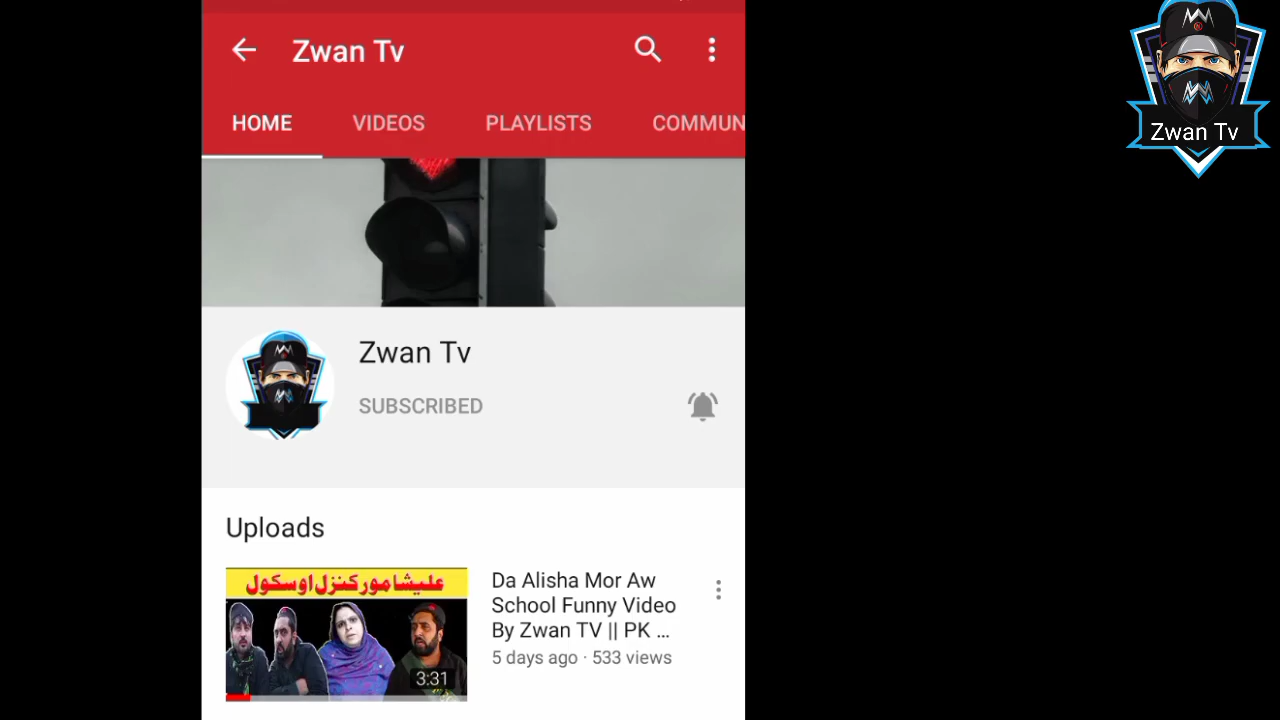 Zwan Tv
HOME VIDEOS PLAYLISTS COMMUN
Zwan Tv
Zwan Tv
SUBSCRIBED
Uploads
علیشا مور کنزل او سکول
3:31
Da Alisha Mor Aw
School Funny Video
By Zwan TV || PK ...
5 days ago · 533 views